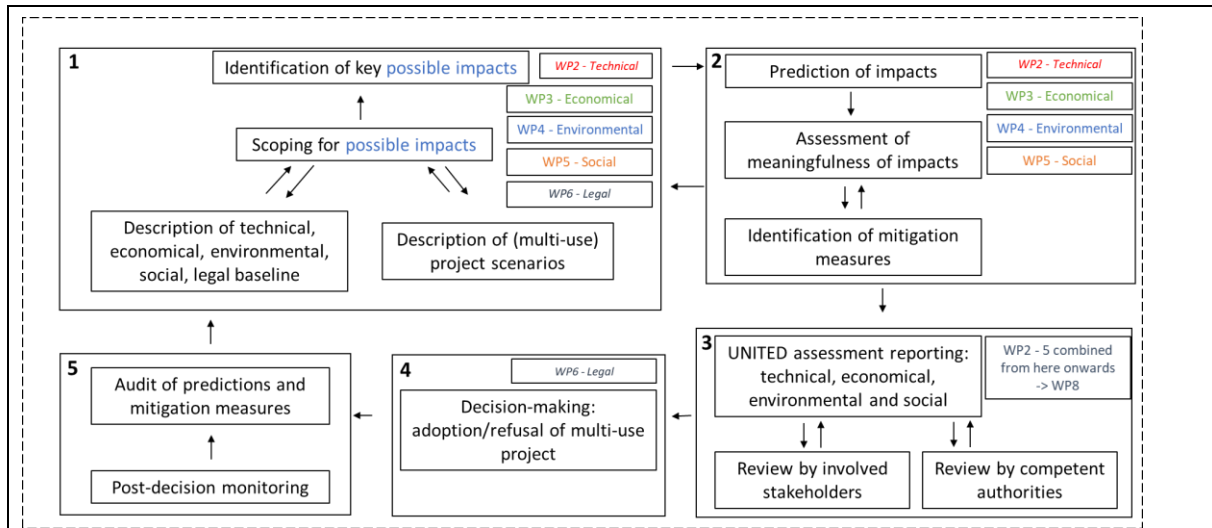 1
Identification of key possible impacts
WP2 - Technical
WP3 - Economical
Scoping for possible impacts
WP4 - Environmental
WP5 - Social
WP6 - Legal
Description of technical,
economical, environmental,
social, legal baseline
Description of (multi-use)
project scenarios
2
Prediction of impacts
WP2 - Technical
WP3 - Economical
Assessment of
meaningfulness of impacts
WP4 - Environmental
WP5 - Social
Identification of mitigation
measures
3
UNITED assessment reporting:
technical, economical,
environmental and social
WP2 - 5 combined
from here onwards
-> WP8
Review by involved
stakeholders
Review by competent
authorities
4
WP6 - Legal
Decision-making:
adoption/refusal of multi-use
project
5
Audit of predictions and
mitigation measures
Post-decision monitoring